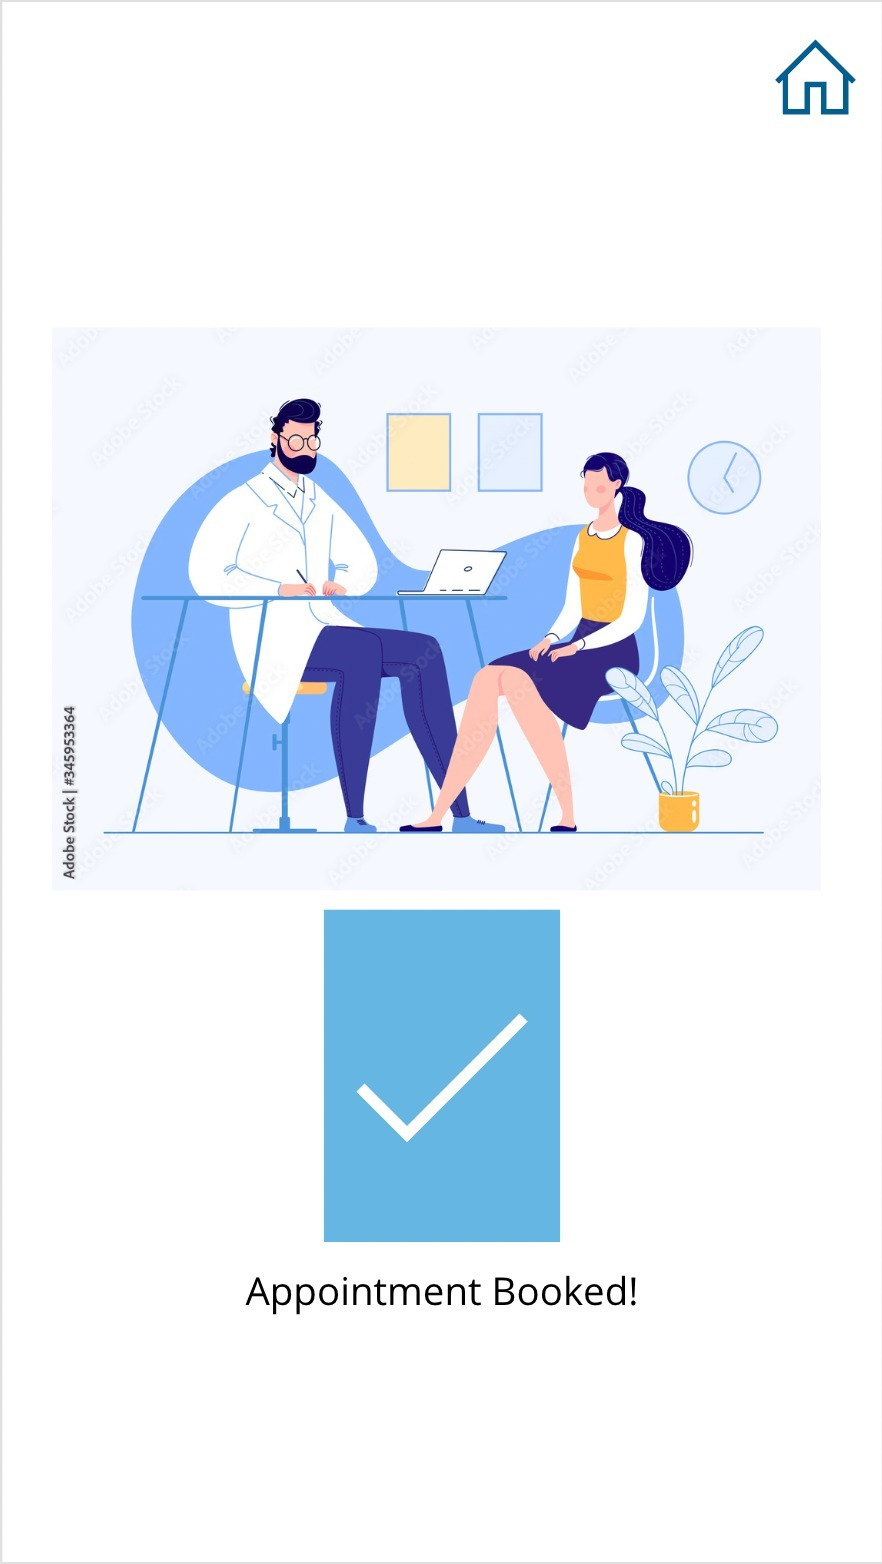 Adobe Stock | #345953364
Appointment Booked!